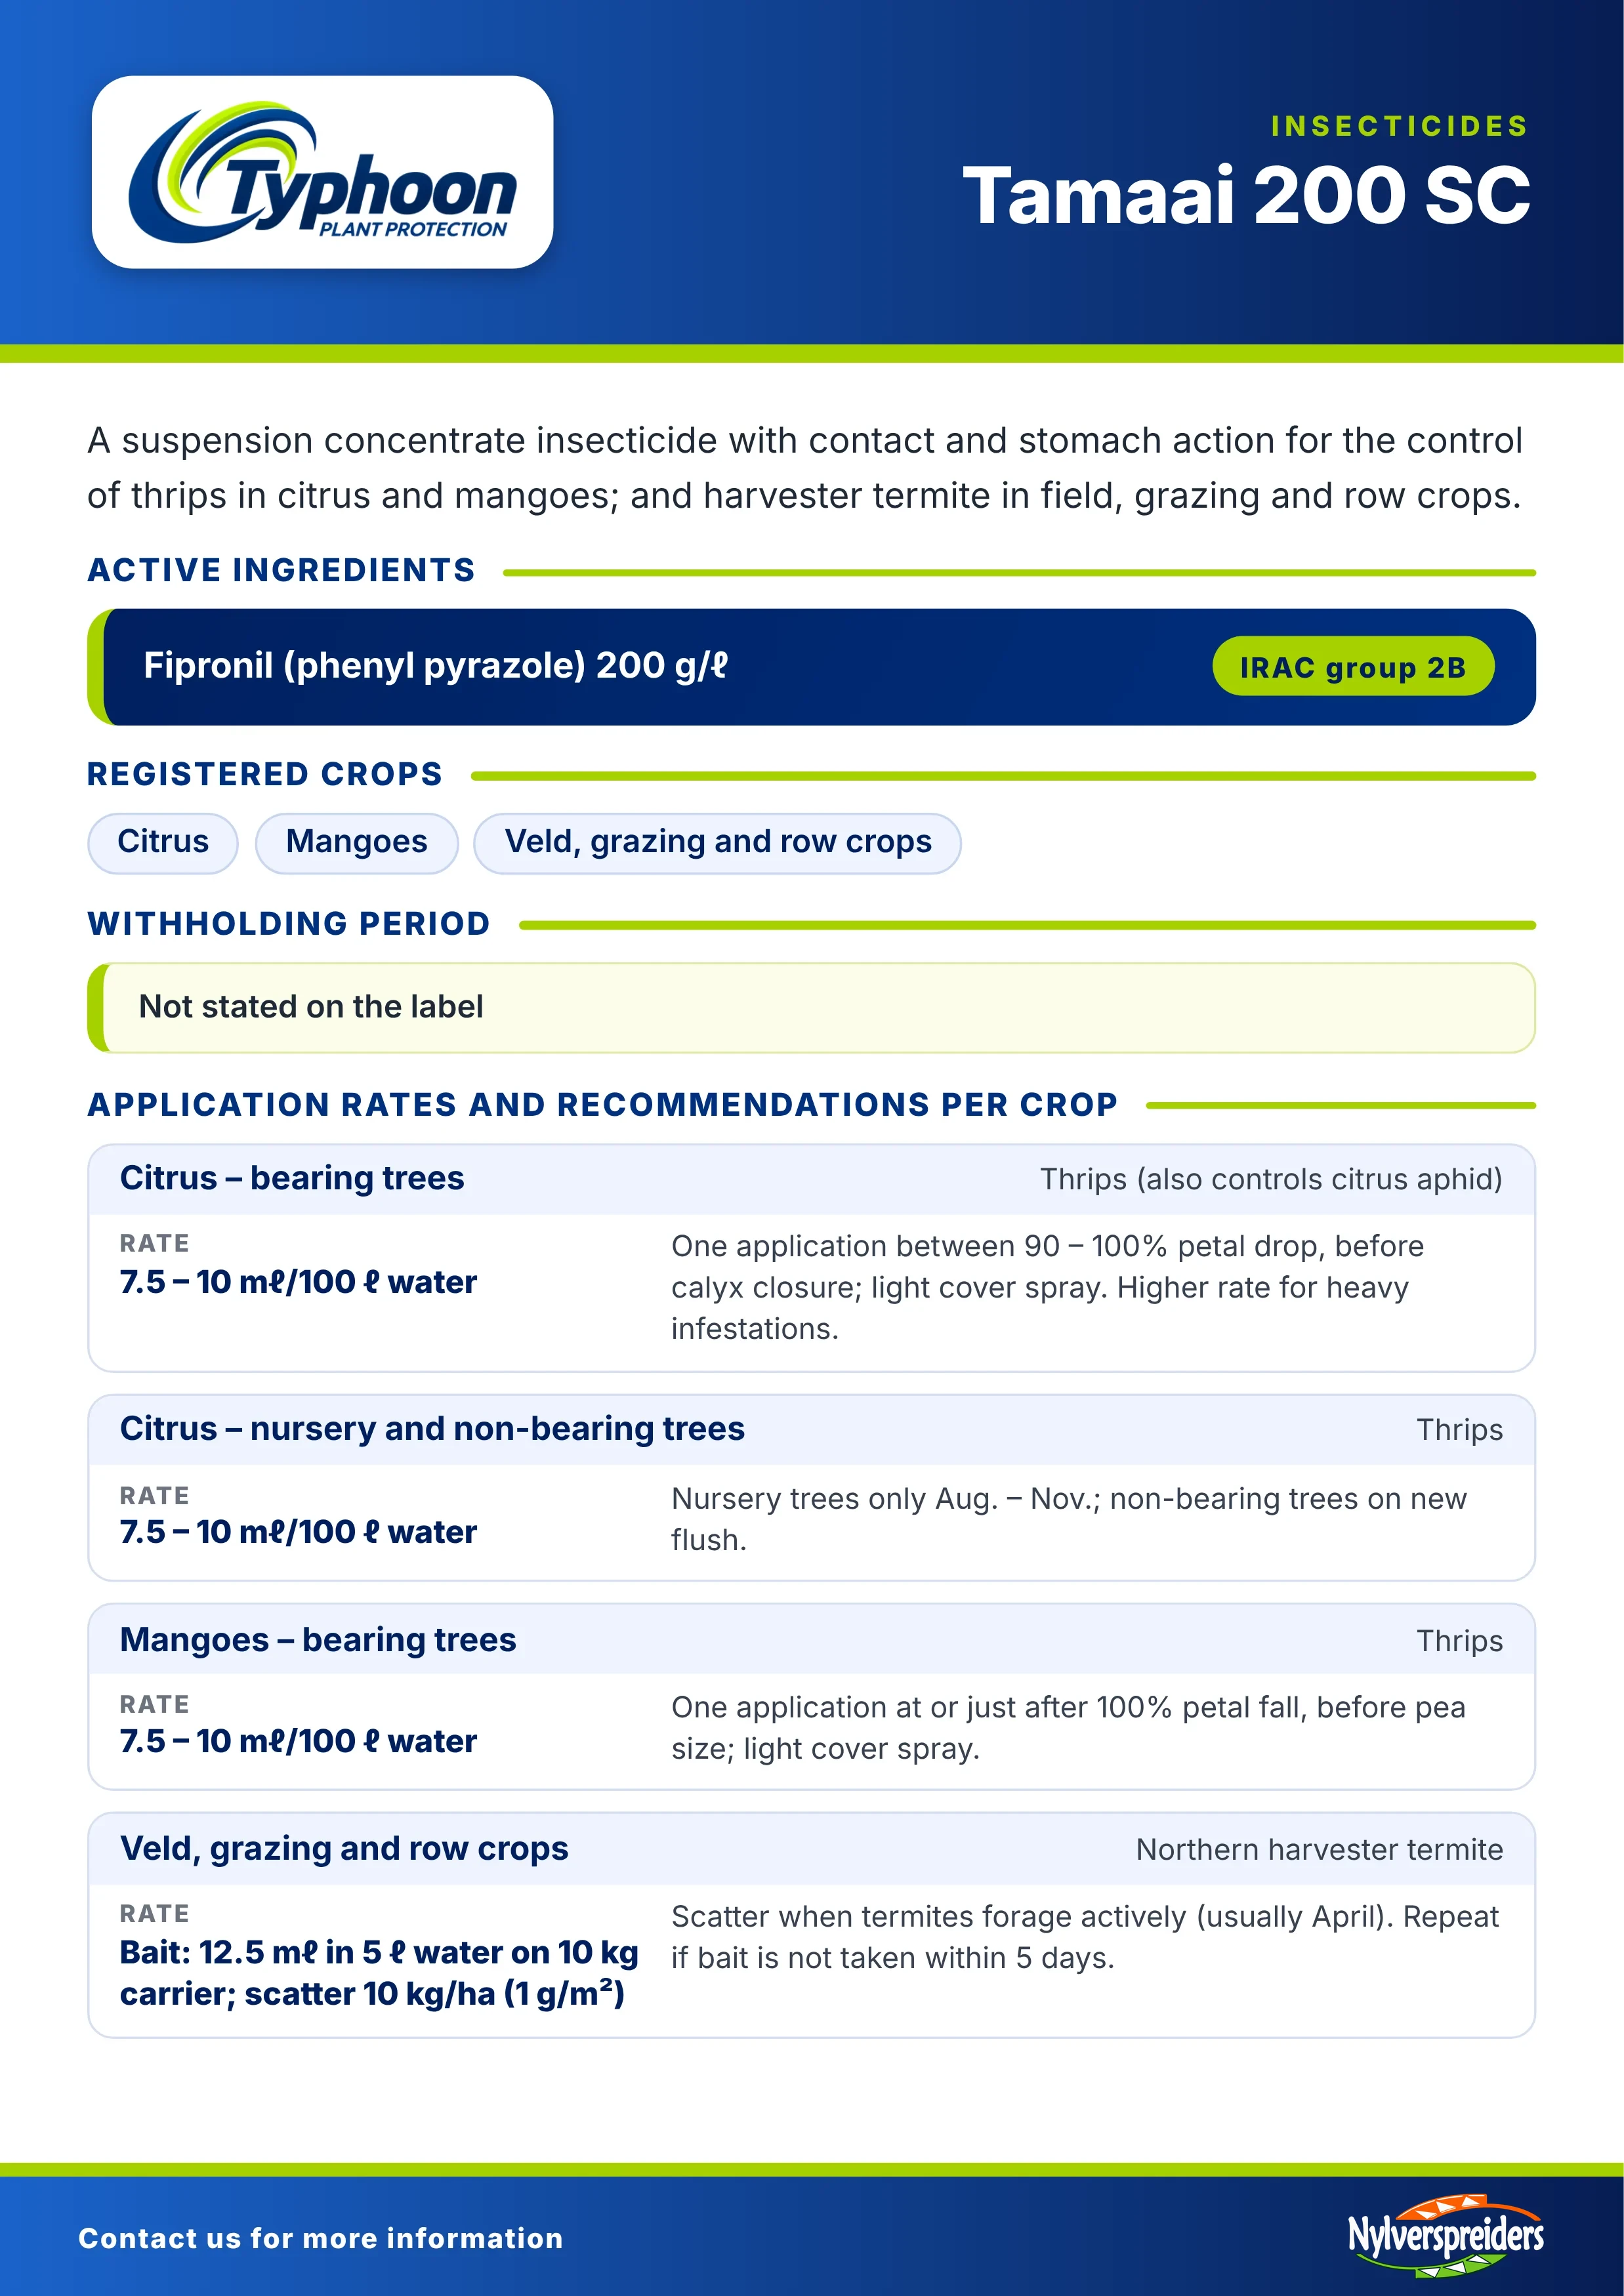 Typhoon
PLANT PROTECTION
INSECTICIDES
Tamaai 200 SC
A suspension concentrate insecticide with contact and stomach action for the control
of thrips in citrus and mangoes; and harvester termite in field, grazing and row crops.
ACTIVE INGREDIENTS
Fipronil (phenyl pyrazole) 200 g/ℓ
IRAC group 2B
REGISTERED CROPS
Citrus
Mangoes
Veld, grazing and row crops
WITHHOLDING PERIOD
Not stated on the label
APPLICATION RATES AND RECOMMENDATIONS PER CROP
Citrus – bearing trees
Thrips (also controls citrus aphid)
RATE
7.5 – 10 mℓ/100 ℓ water
One application between 90 – 100% petal drop, before
calyx closure; light cover spray. Higher rate for heavy
infestations.
Citrus – nursery and non-bearing trees
Thrips
RATE
7.5 – 10 mℓ/100 ℓ water
Nursery trees only Aug. – Nov.; non-bearing trees on new
flush.
Mangoes – bearing trees
Thrips
RATE
7.5 – 10 mℓ/100 ℓ water
One application at or just after 100% petal fall, before pea
size; light cover spray.
Veld, grazing and row crops
Northern harvester termite
RATE
Bait: 12.5 mℓ in 5 ℓ water on 10 kg
carrier; scatter 10 kg/ha (1 g/m²)
Scatter when termites forage actively (usually April). Repeat
if bait is not taken within 5 days.
Contact us for more information
Nylverspreiders